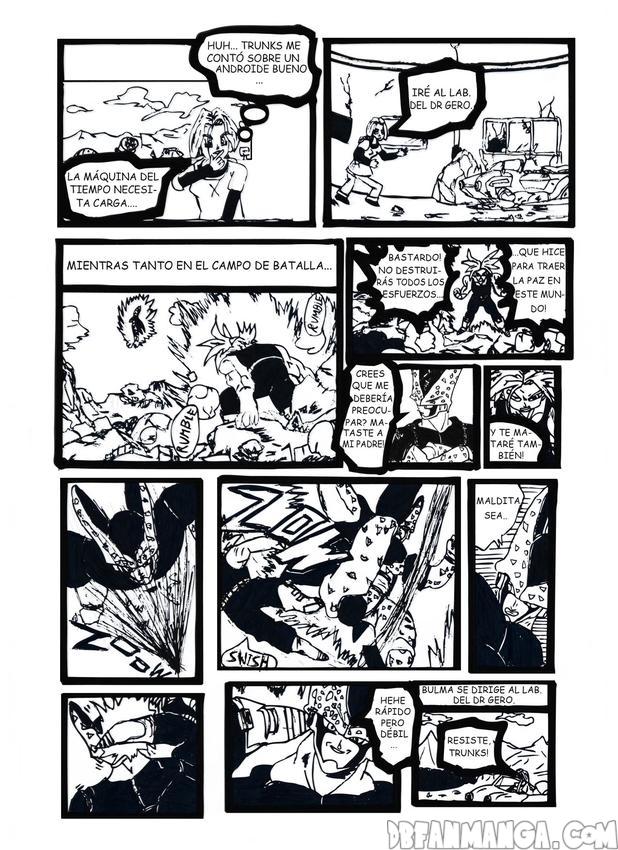 HUH... TRUNKS ME
CONTÓ SOBRE UN
ANDROIDE BUENO
...
LA MÁQUINA DEL
TIEMPO NECESI-
TA CARGA....
IRÉ AL LAB.
DEL DR GERO.
MIENTRAS TANTO EN EL CAMPO DE BATALLA...
RUMBLE
RUMBLE
BASTARDO!
NO DESTRUI-
RÁS TODOS LOS
ESFUERZOS...
...QUE HICE
PARA TRAER
LA PAZ EN
ESTE MUN-
DO!
CREES
QUE ME
DEBERÍA
PREOCU-
PAR? MA-
TASTE A
MI PADRE!
Y TE MA-
TARÉ TAM-
BIÉN!
ZOOM
ZOOM
SWISH
MALDITA
SEA..
HEHE
RÁPIDO
PERO
DÉBIL
...
BULMA SE DIRIGE AL LAB.
DEL DR GERO.
RESISTE,
TRUNKS!
DBFANMANGA.COM